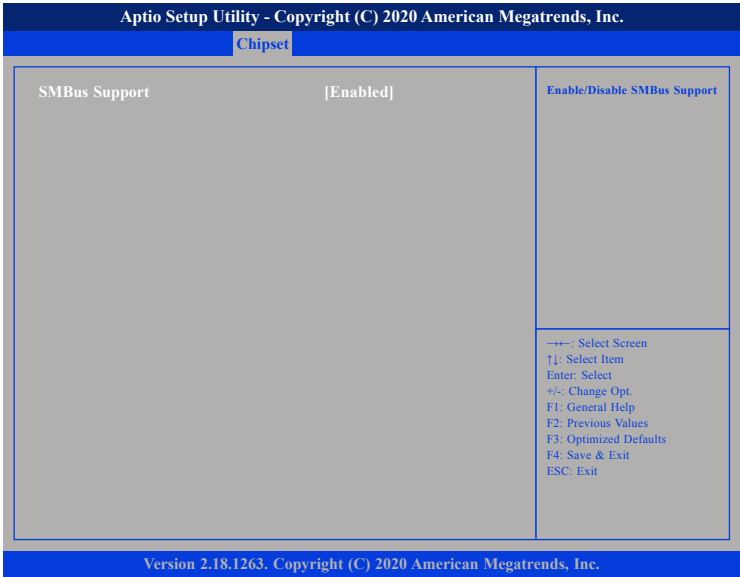 Aptio Setup Utility - Copyright (C) 2020 American Megatrends, Inc.
Chipset
SMBus Support [Enabled]
Enable/Disable SMBus Support
→←: Select Screen
↑↓: Select Item
Enter: Select
+/-: Change Opt.
F1: General Help
F2: Previous Values
F3: Optimized Defaults
F4: Save & Exit
ESC: Exit
Version 2.18.1263. Copyright (C) 2020 American Megatrends, Inc.